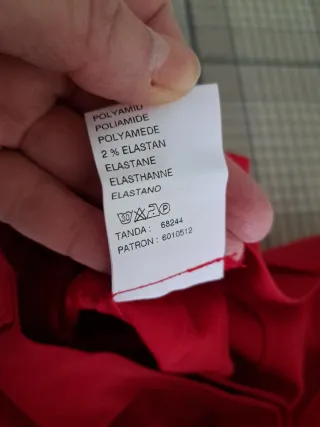 POLYAMID
POLIAMIDE
POLYAMEDE
2 % ELASTAN
ELASTANE
ELASTHANNE
ELASTANO
TANDA : 68244
PATRON : 6010512